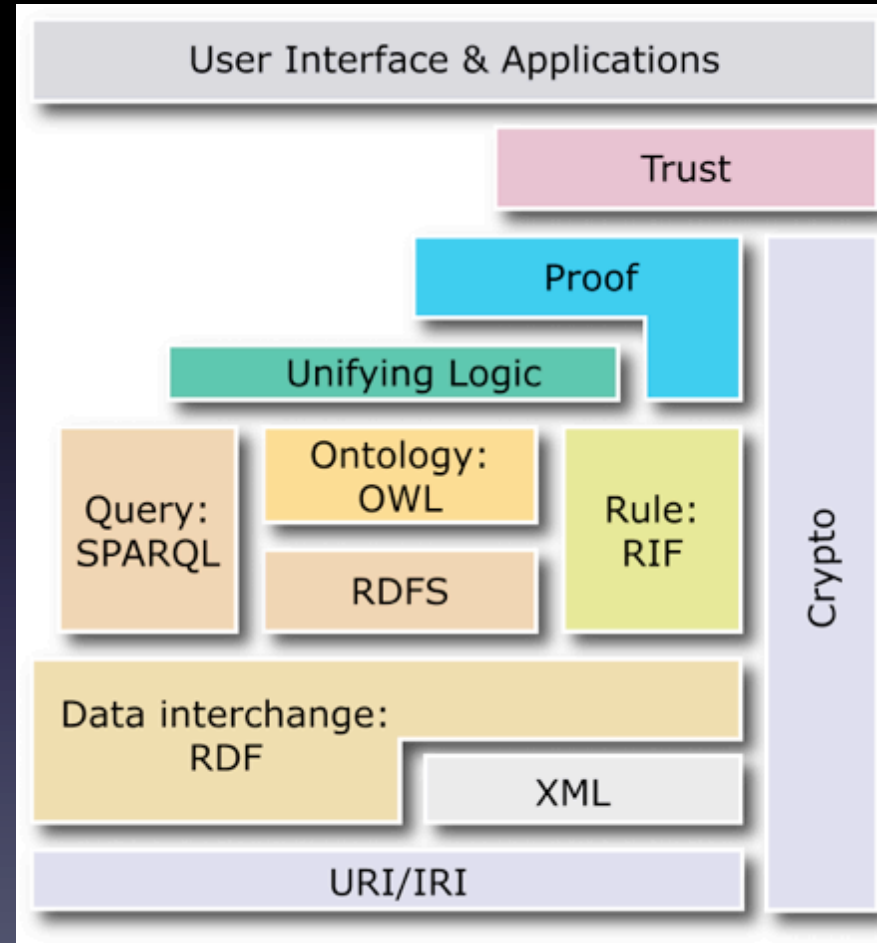 User Interface & Applications
Trust
Proof
Unifying Logic
Query:
SPARQL
Ontology:
OWL
RDFS
Rule:
RIF
Crypto
Data interchange:
RDF
XML
URI/IRI